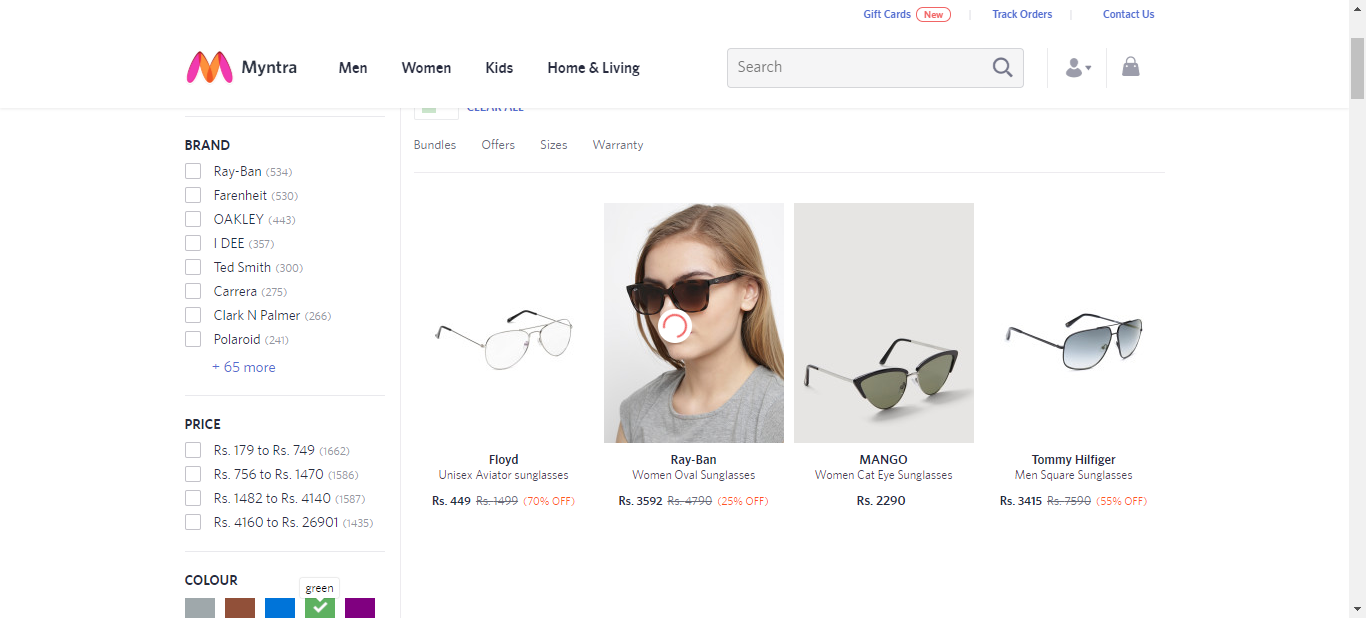 Gift Cards New Track Orders Contact Us
Myntra Men Women Kids Home & Living Search
CLEAR ALL
Bundles Offers Sizes Warranty
BRAND
Ray-Ban (534)
Farenheit (530)
OAKLEY (443)
I DEE (357)
Ted Smith (300)
Carrera (275)
Clark N Palmer (266)
Polaroid (241)
+ 65 more
PRICE
Rs. 179 to Rs. 749 (1662)
Rs. 756 to Rs. 1470 (1586)
Rs. 1482 to Rs. 4140 (1587)
Rs. 4160 to Rs. 26901 (1435)
COLOUR
green
Floyd
Unisex Aviator sunglasses
Rs. 449 Rs. 1499 (70% OFF)
Ray-Ban
Women Oval Sunglasses
Rs. 3592 Rs. 4790 (25% OFF)
MANGO
Women Cat Eye Sunglasses
Rs. 2290
Tommy Hilfiger
Men Square Sunglasses
Rs. 3415 Rs. 7590 (55% OFF)